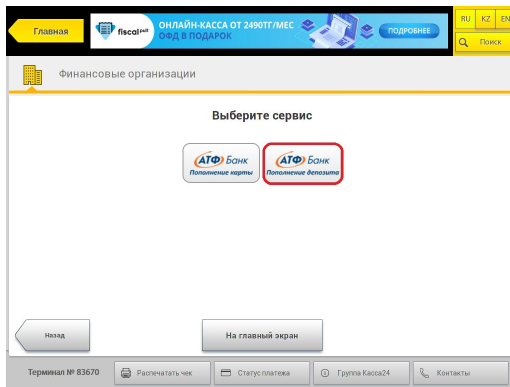 Главная
fiscal
ОНЛАЙН-КАССА ОТ 2490ТГ/МЕС
ОФД В ПОДАРОК
ПОДРОБНЕЕ
RU KZ EN
Поиск
Финансовые организации
Выберите сервис
АТФ Банк
Пополнение карты
АТФ Банк
Пополнение депозита
Назад
На главный экран
Терминал № 83670
Распечатать чек
Статус платежа
Группа Касса24
Контакты